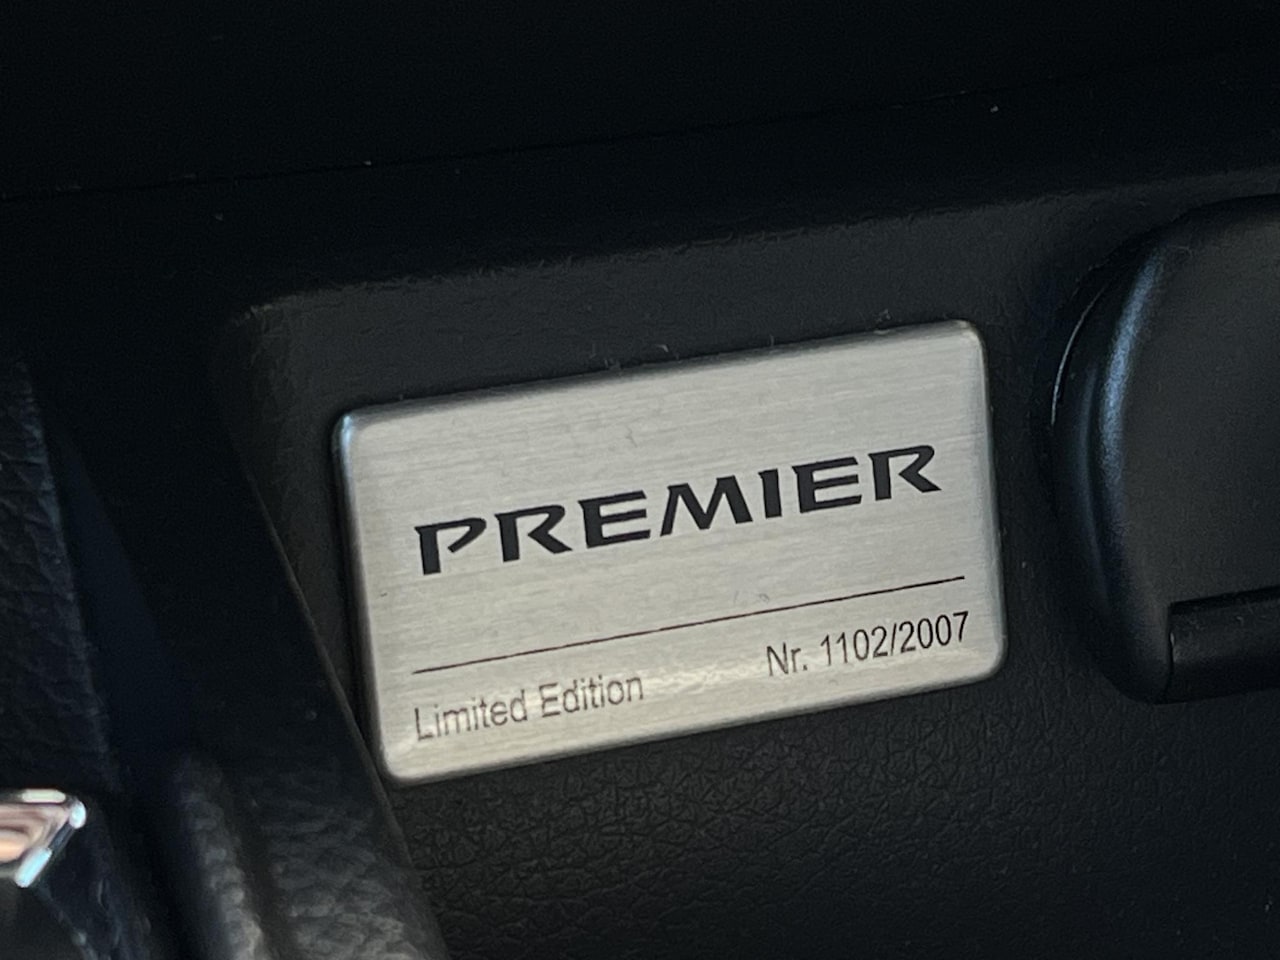 PREMIER
Limited Edition Nr. 1102/2007